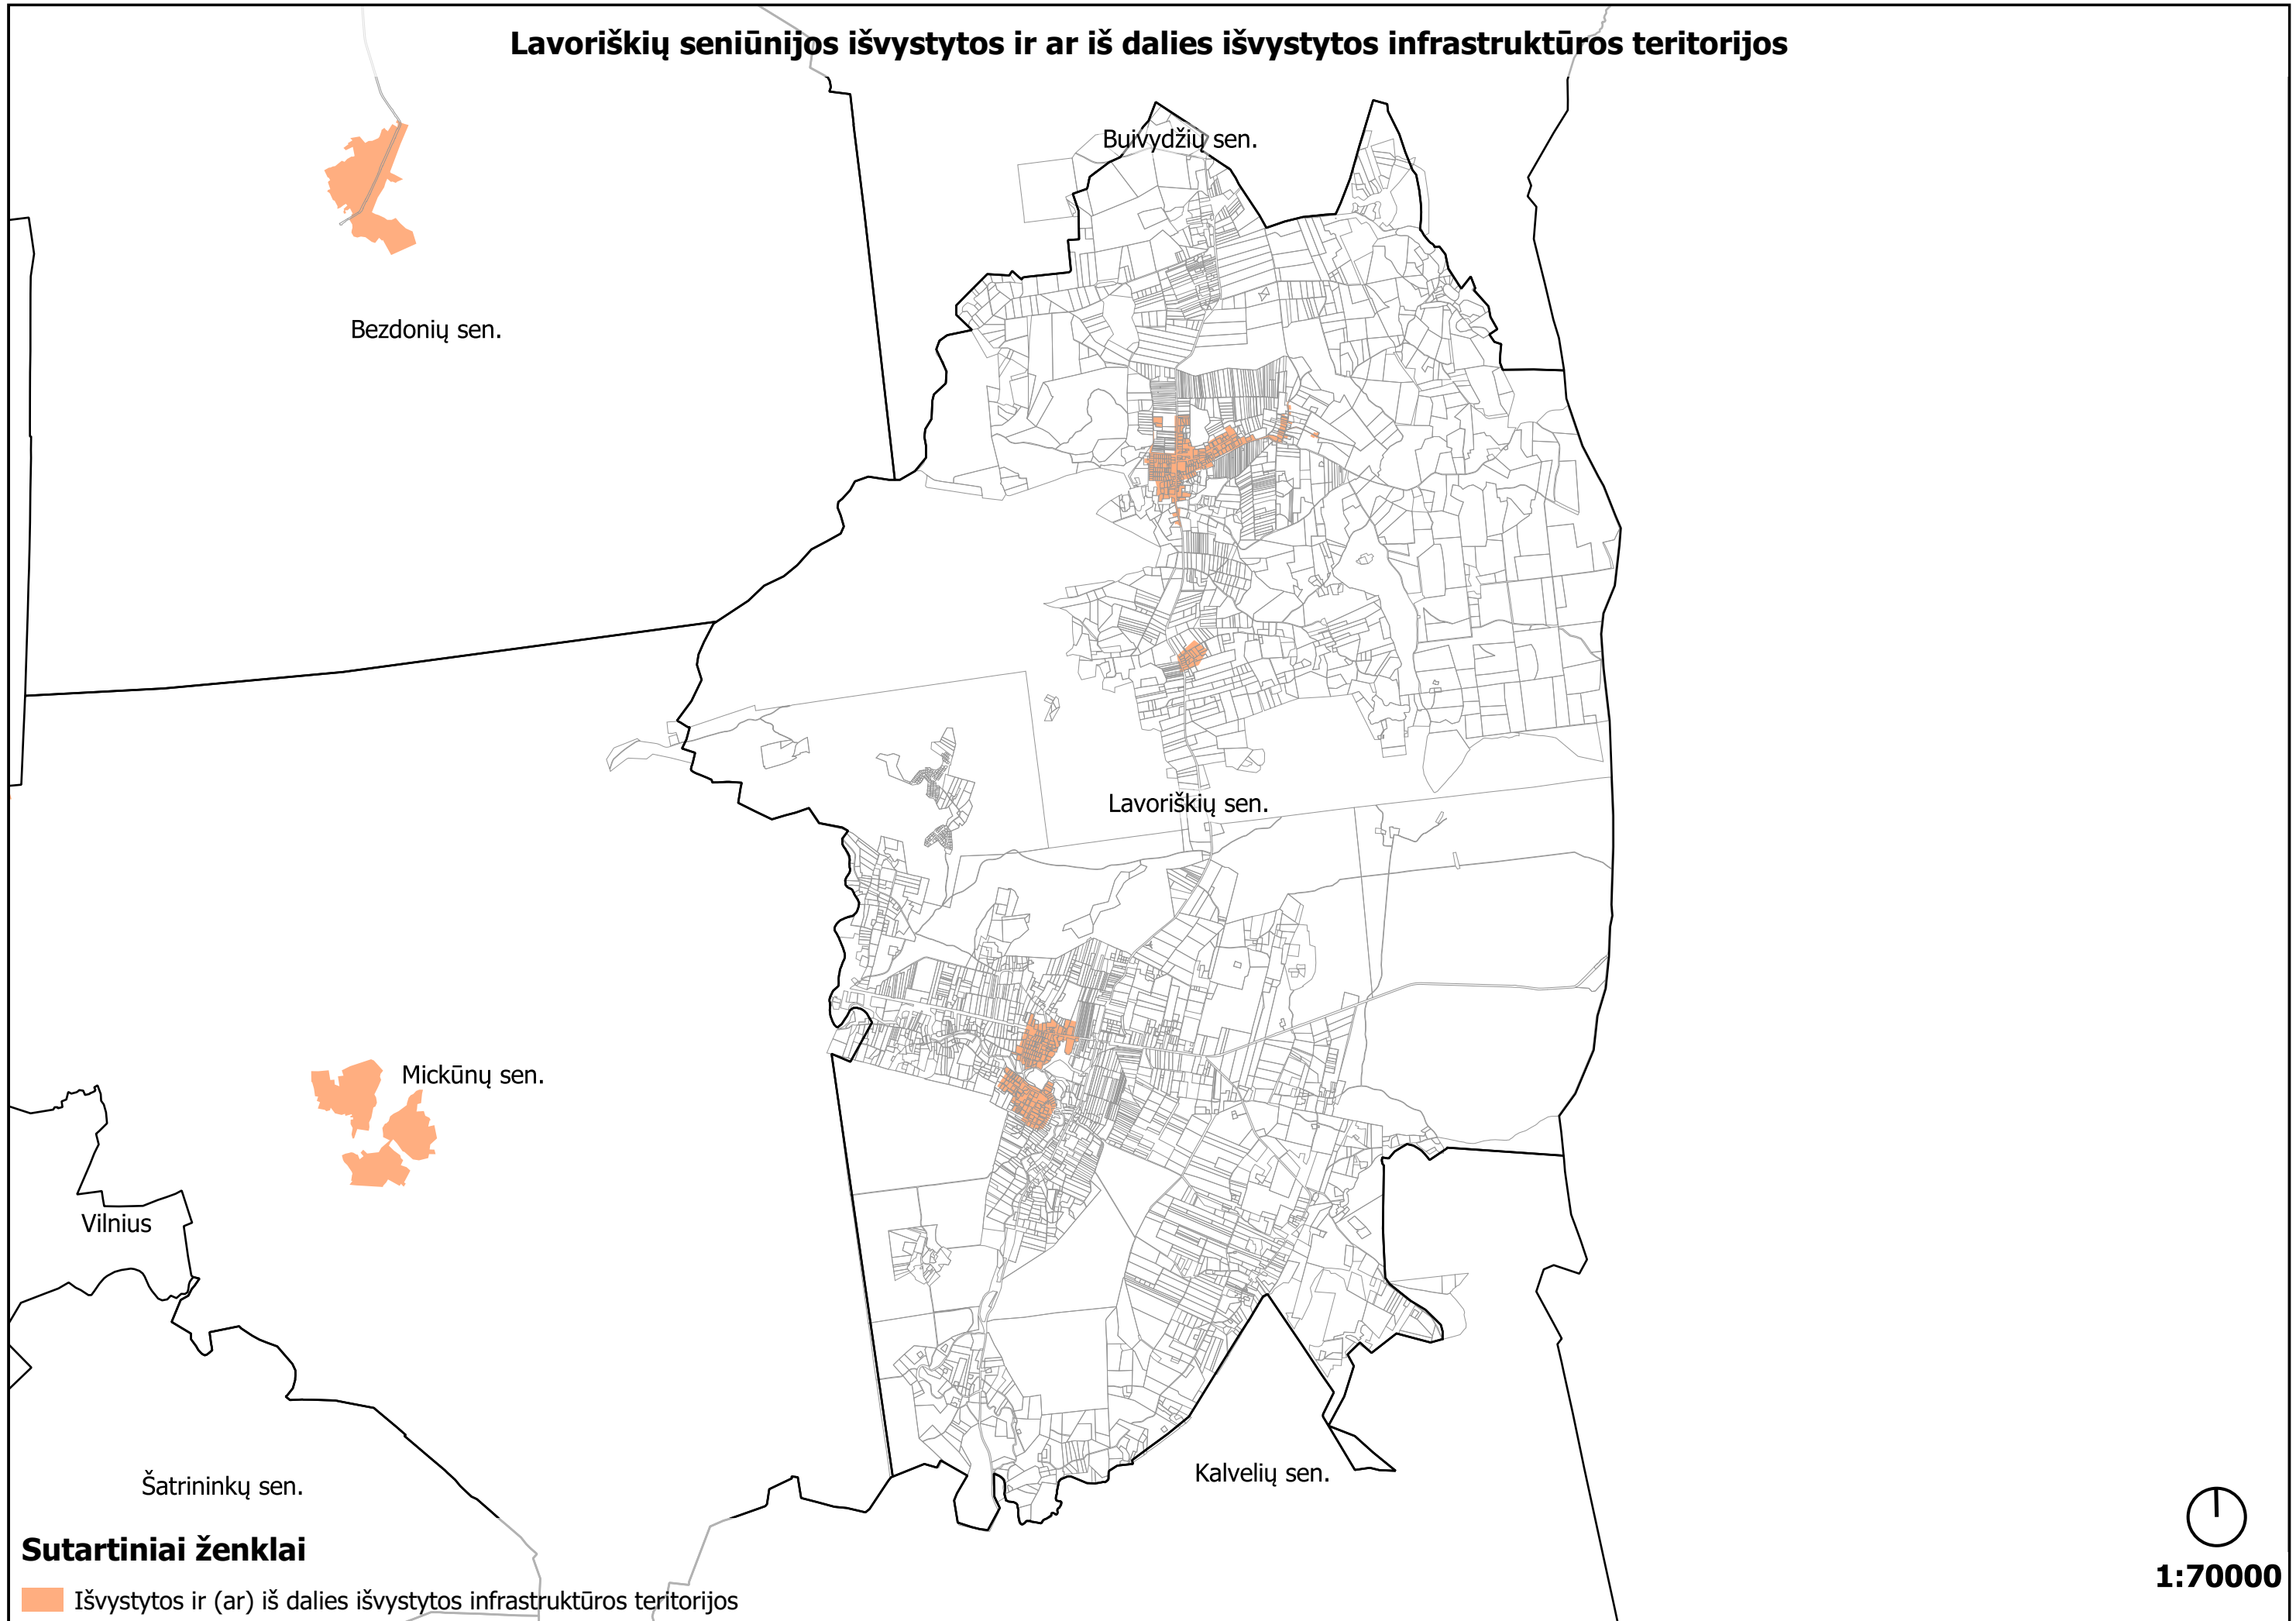 Lavoriškių seniūnijos išvystytos ir ar iš dalies išvystytos infrastruktūros teritorijos
Buivydžių sen.
Bezdonių sen.
Lavoriškių sen.
Mickūnų sen.
Vilnius
Kalvelių sen.
Šatrininkų sen.
Sutartiniai ženklai
Išvystytos ir (ar) iš dalies išvystytos infrastruktūros teritorijos
1:70000